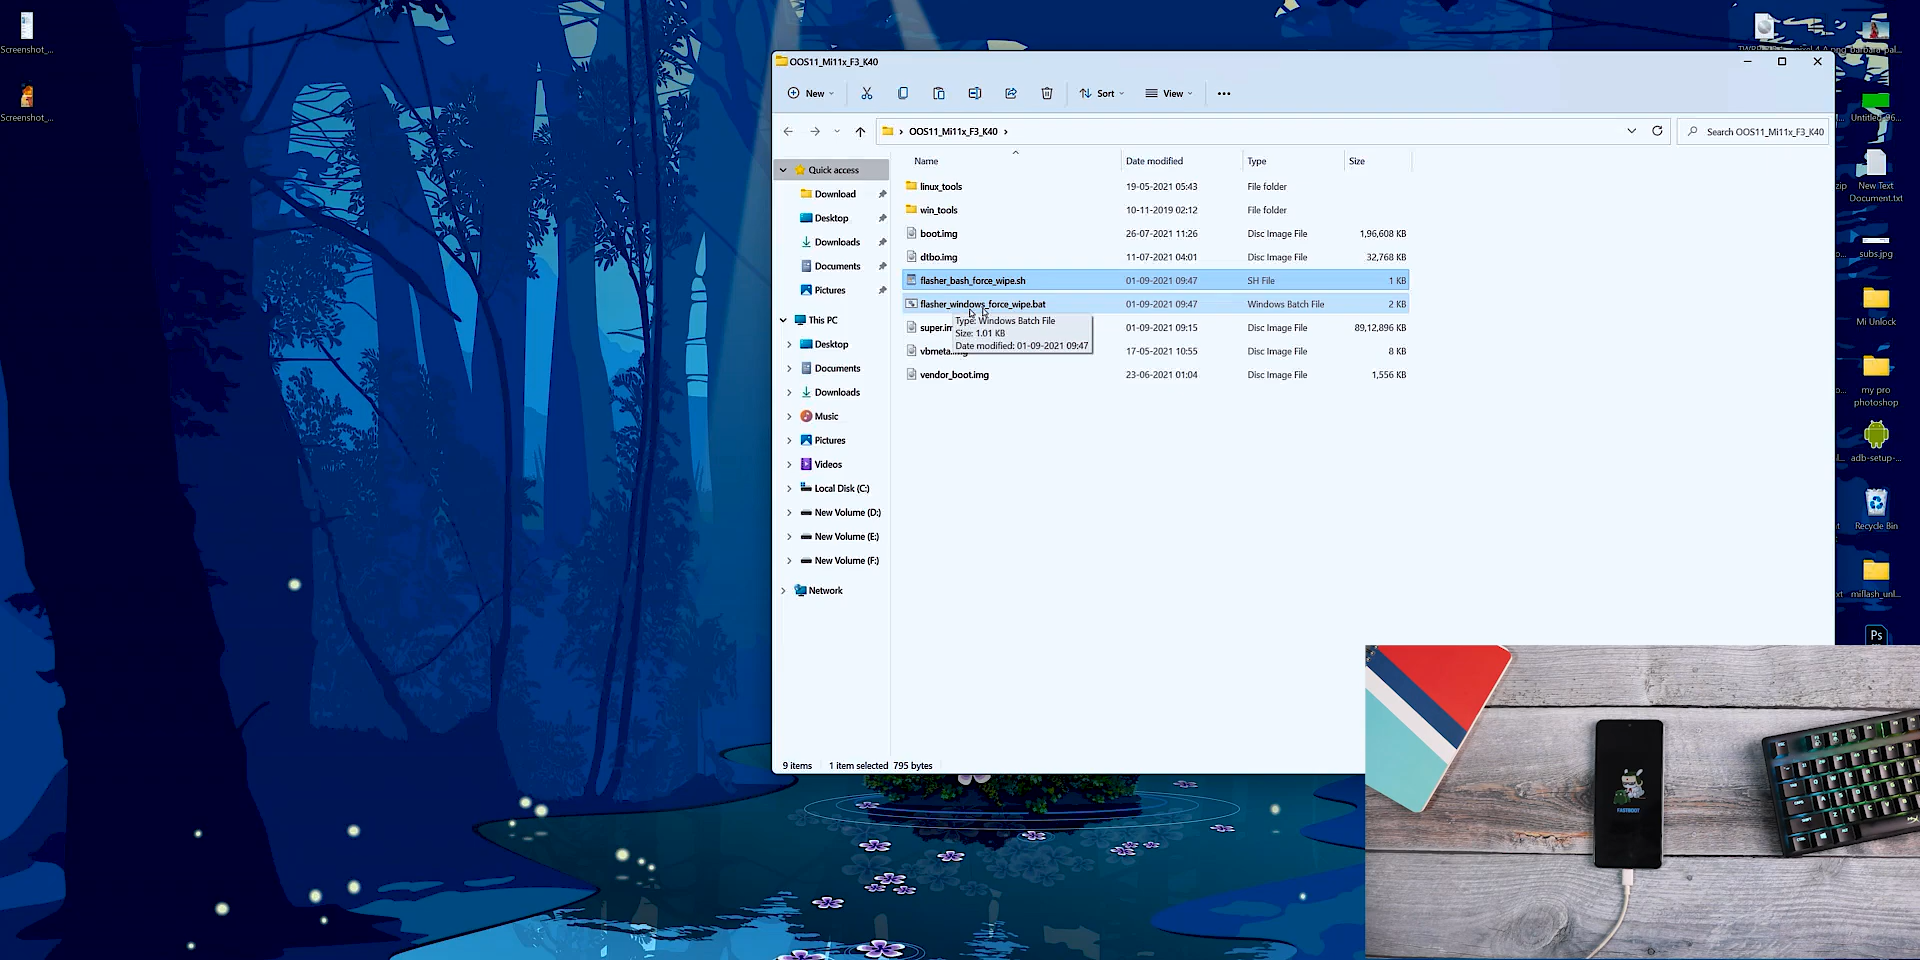 Screenshot_...
Screenshot_...
OOS11_Mi11x_F3_K40
New
Sort
View
OOS11_Mi11x_F3_K40
Search OOS11_Mi11x_F3_K40
Quick access
Download
Desktop
Downloads
Documents
Pictures
This PC
Desktop
Documents
Downloads
Music
Pictures
Videos
Local Disk (C:)
New Volume (D:)
New Volume (E:)
New Volume (F:)
Network
Name Date modified Type Size
linux_tools 19-05-2021 05:43 File folder
win_tools 10-11-2019 02:12 File folder
boot.img 26-07-2021 11:26 Disc Image File 1,96,608 KB
dtbo.img 11-07-2021 04:01 Disc Image File 32,768 KB
flasher_bash_force_wipe.sh 01-09-2021 09:47 SH File 1 KB
flasher_windows_force_wipe.bat 01-09-2021 09:47 Windows Batch File 2 KB
super.im 01-09-2021 09:15 Disc Image File 89,12,896 KB
vbmeta.img 17-05-2021 10:55 Disc Image File 8 KB
vendor_boot.img 23-06-2021 01:04 Disc Image File 1,556 KB
Type: Windows Batch File
Size: 1.01 KB
Date modified: 01-09-2021 09:47
9 items 1 item selected 795 bytes
Barbara-pal...
Untitled-96...
New Text
Document.txt
zip
subs.jpg
Mi Unlock
my pro
photoshop
adb-setup-...
Recycle Bin
miflash_unl...
Ps
FASTBOOT